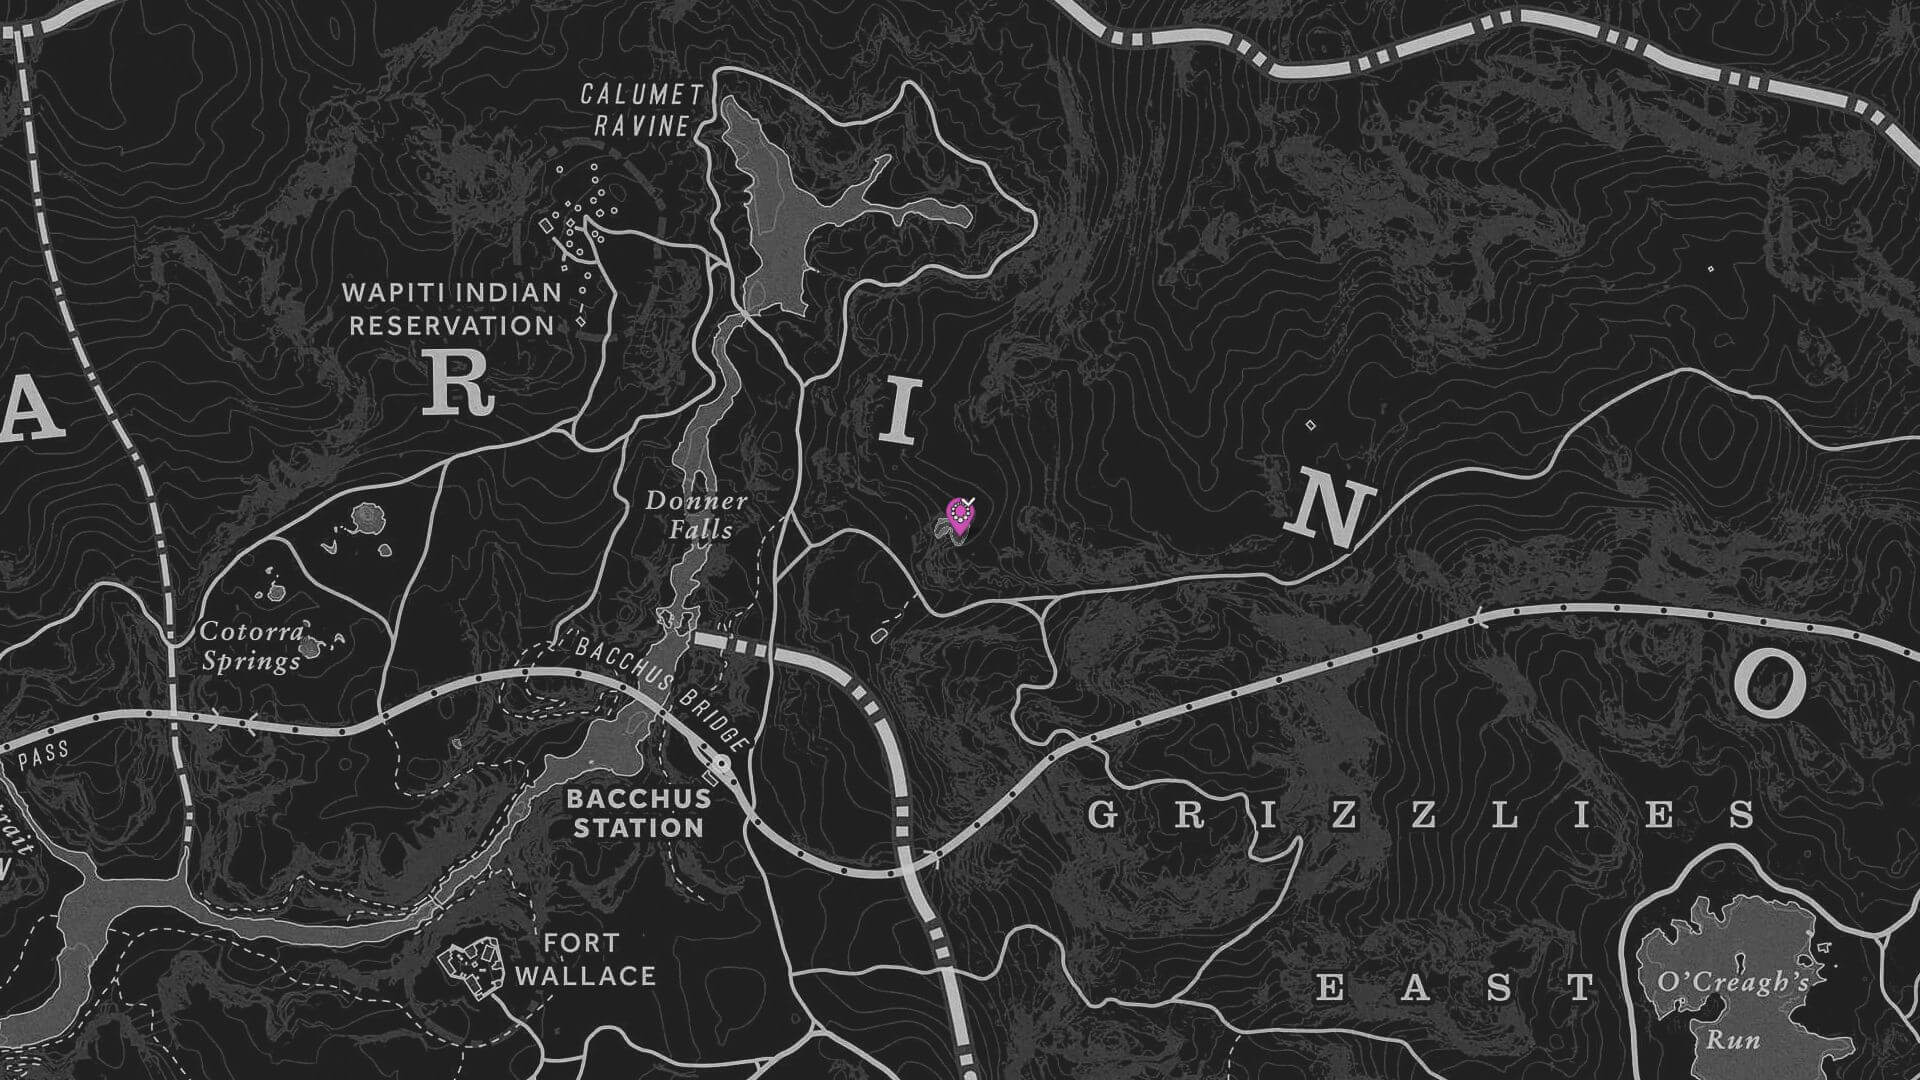 CALUMET
RAVINE
WAPITI INDIAN
RESERVATION
A R I N O
Donner
Falls
Cotorra
Springs
BACCHUS BRIDGE
PASS
BACCHUS
STATION
GRIZZLIES
FORT
WALLACE
EAST
O'Creagh's
Run